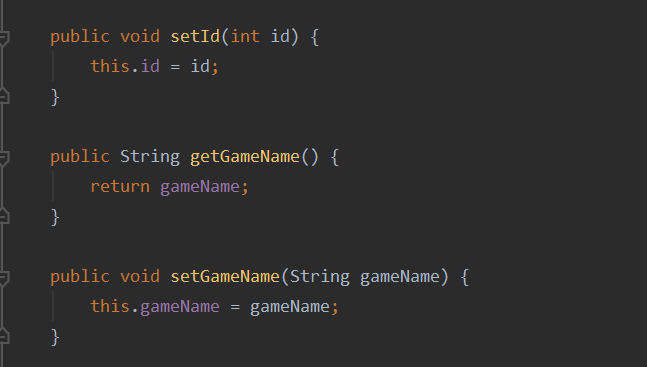 public void setId(int id) {
this.id = id;
}
public String getGameName() {
return gameName;
}
public void setGameName(String gameName) {
this.gameName = gameName;
}